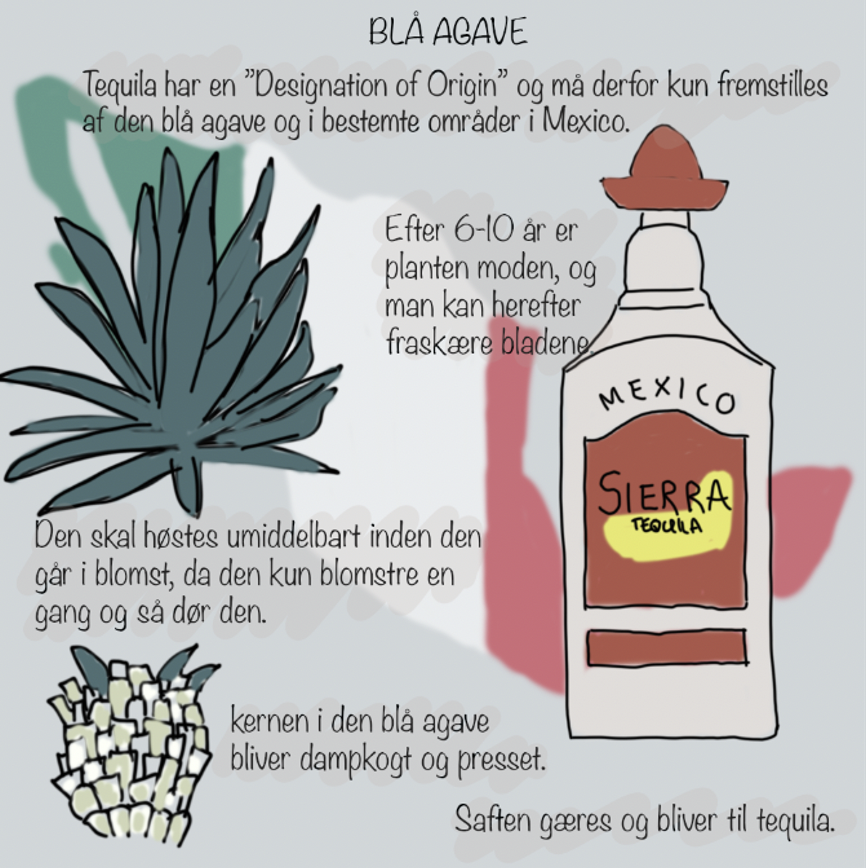 BLÅ AGAVE
Tequila har en "Designation of Origin" og må derfor kun fremstilles
af den blå agave og i bestemte områder i Mexico.
Efter 6-10 år er
planten moden, og
man kan herefter
fraskære bladene.
MEXICO
SIERRA
TEQUILA
Den skal høstes umiddelbart inden den
går i blomst, da den kun blomstre en
gang og så dør den.
kernen i den blå agave
bliver dampkogt og presset.
Saften gæres og bliver til tequila.